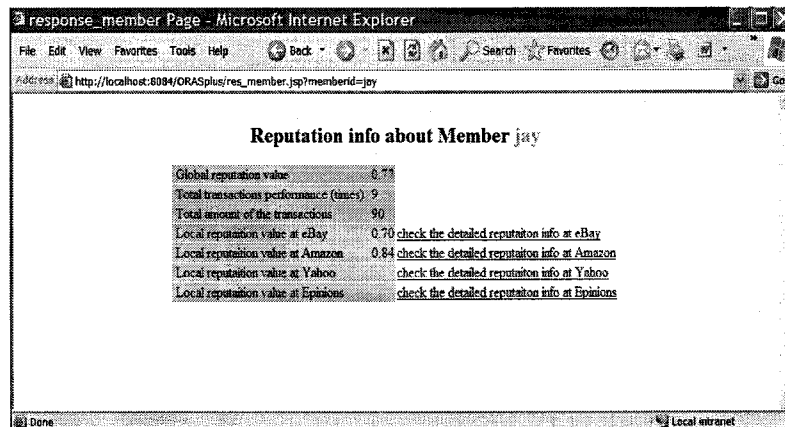 response_member Page - Microsoft Internet Explorer
File Edit View Favorites Tools Help Back Search Favorites
Address http://localhost:8084/ORASplus/res_member.jsp?memberid=jay Go
Reputation info about Member jay
Global reputation value 0.77
Total transactions performance (times) 9
Total amount of the transactions 90
Local reputaition value at eBay 0.70 check the detailed reputaiton info at eBay
Local reputaition value at Amazon 0.84 check the detailed reputaiton info at Amazon
Local reputaition value at Yahoo check the detailed reputaiton info at Yahoo
Local reputaition value at Epinions check the detailed reputaiton info at Epinions
Done Local intranet